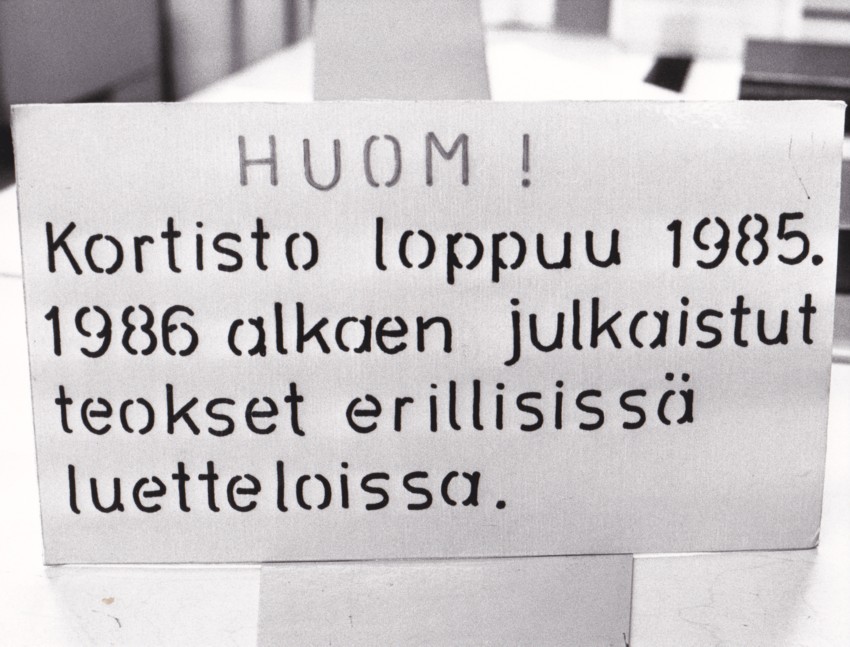 HUOM!
Kortisto loppuu 1985.
1986 alkaen julkaistut
teokset erillisissä
luetteloissa.